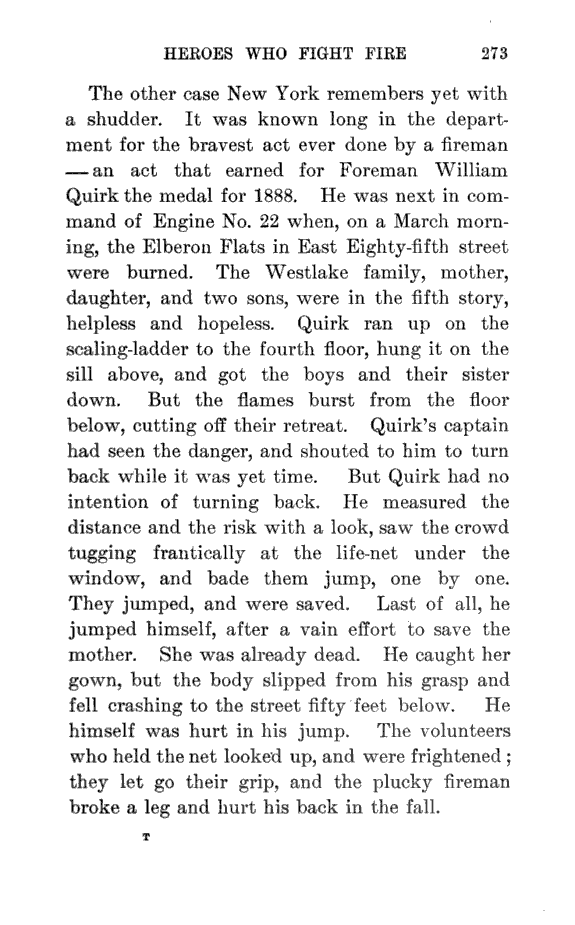 HEROES WHO FIGHT FIRE 273
The other case New York remembers yet with
a shudder. It was known long in the depart-
ment for the bravest act ever done by a fireman
— an act that earned for Foreman William
Quirk the medal for 1888. He was next in com-
mand of Engine No. 22 when, on a March morn-
ing, the Elberon Flats in East Eighty-fifth street
were burned. The Westlake family, mother,
daughter, and two sons, were in the fifth story,
helpless and hopeless. Quirk ran up on the
scaling-ladder to the fourth floor, hung it on the
sill above, and got the boys and their sister
down. But the flames burst from the floor
below, cutting off their retreat. Quirk's captain
had seen the danger, and shouted to him to turn
back while it was yet time. But Quirk had no
intention of turning back. He measured the
distance and the risk with a look, saw the crowd
tugging frantically at the life-net under the
window, and bade them jump, one by one.
They jumped, and were saved. Last of all, he
jumped himself, after a vain effort to save the
mother. She was already dead. He caught her
gown, but the body slipped from his grasp and
fell crashing to the street fifty feet below. He
himself was hurt in his jump. The volunteers
who held the net looked up, and were frightened ;
they let go their grip, and the plucky fireman
broke a leg and hurt his back in the fall.
T